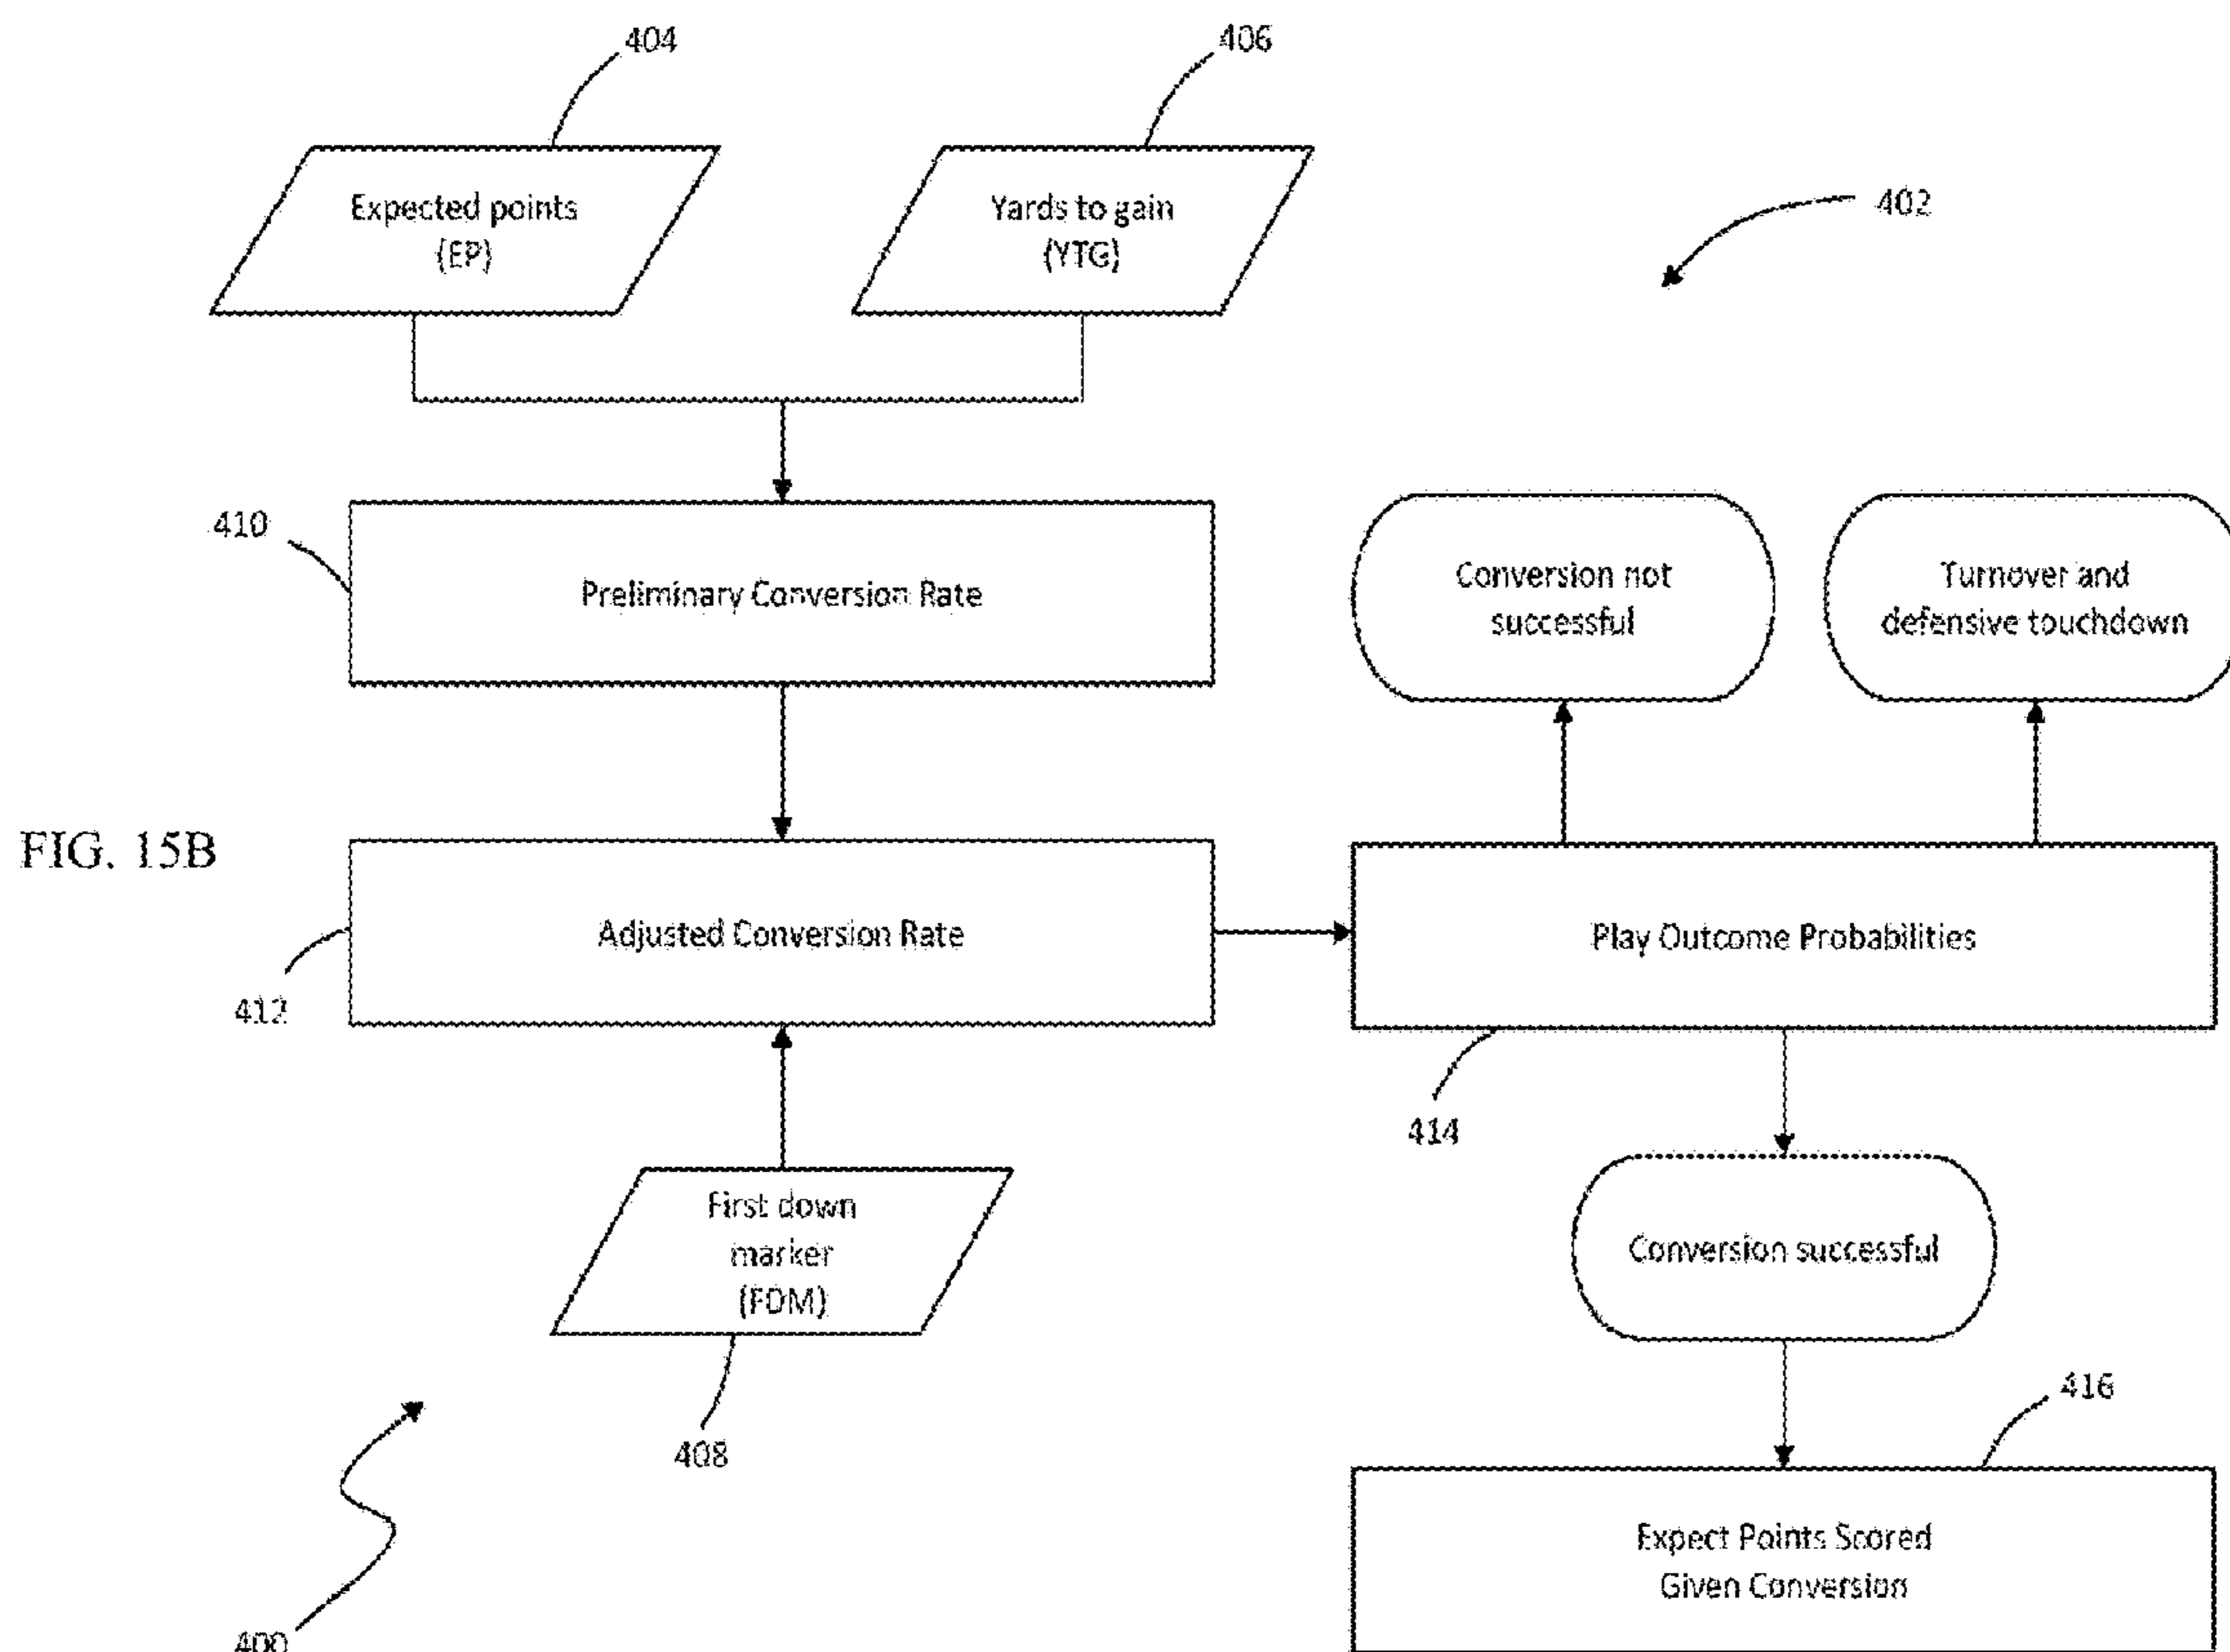 404
406
Expected points
(EP)
Yards to gain
(YTG)
402
410
Preliminary Conversion Rate
Conversion not
successful
Turnover and
defensive touchdown
FIG. 15B
Adjusted Conversion Rate
Play Outcome Probabilities
412
414
First down
marker
(FDM)
Conversion successful
408
416
Expect Points Scored
Given Conversion
400